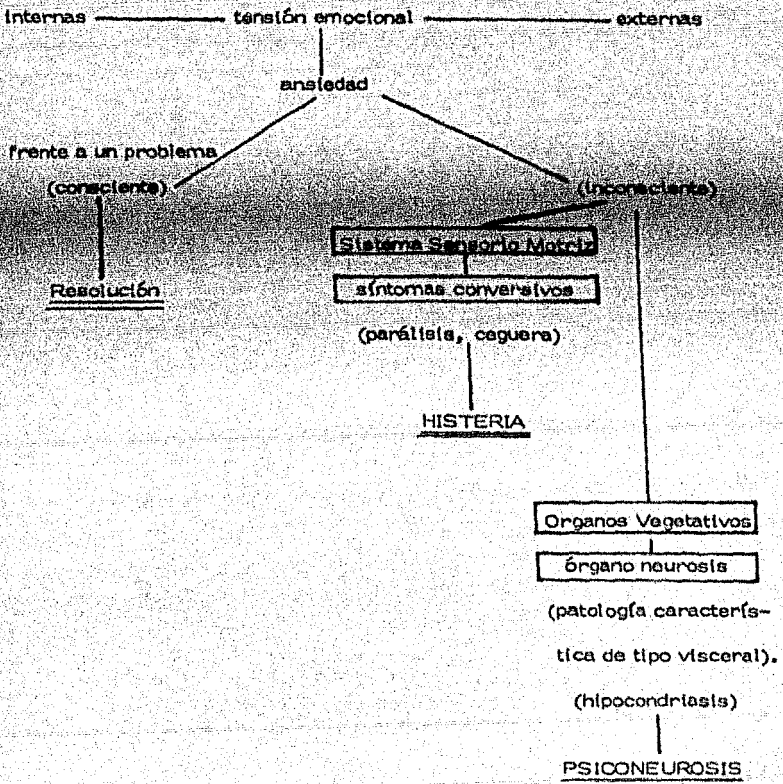 internas tensión emocional externas
ansiedad
frente a un problema
(consciente) (inconsciente)
Sistema Sensorio Motriz
Resolución síntomas conversivos
(parálisis, ceguera)
HISTERIA
Organos Vegetativos
órgano neurosis
(patología caracterís-
tica de tipo visceral).
(hipocondriasis)
PSICONEUROSIS